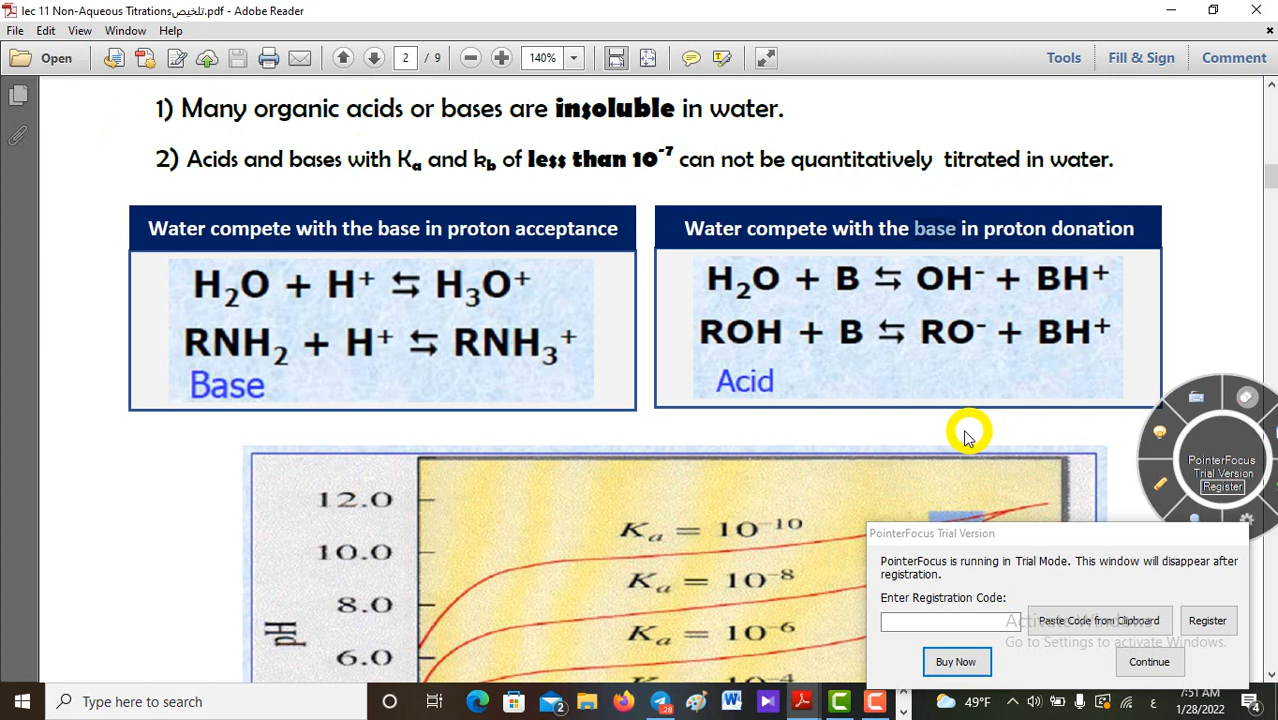 lec 11 Non-Aqueous Titrationsتلخيص.pdf - Adobe Reader
File Edit View Window Help
Open 2 / 9 140% Tools Fill & Sign Comment
1) Many organic acids or bases are insoluble in water.
2) Acids and bases with Kₐ and k_b of less than 10⁻⁷ can not be quantitatively titrated in water.
Water compete with the base in proton acceptance
H₂O + H⁺ ⇆ H₃O⁺
RNH₂ + H⁺ ⇆ RNH₃⁺
Base
Water compete with the base in proton donation
H₂O + B ⇆ OH⁻ + BH⁺
ROH + B ⇆ RO⁻ + BH⁺
Acid
12.0
10.0
8.0
6.0
pH
Kₐ = 10⁻¹⁰
Kₐ = 10⁻⁸
Kₐ = 10⁻⁶
PointerFocus
Trial Version
Register
PointerFocus Trial Version
PointerFocus is running in Trial Mode. This window will disappear after
registration.
Enter Registration Code:
Paste Code from Clipboard Register
Buy Now Continue
Activate Windows
Go to Settings to activate Windows.
Type here to search
2
28
49°F
ع
7:51 AM
1/28/2022
4